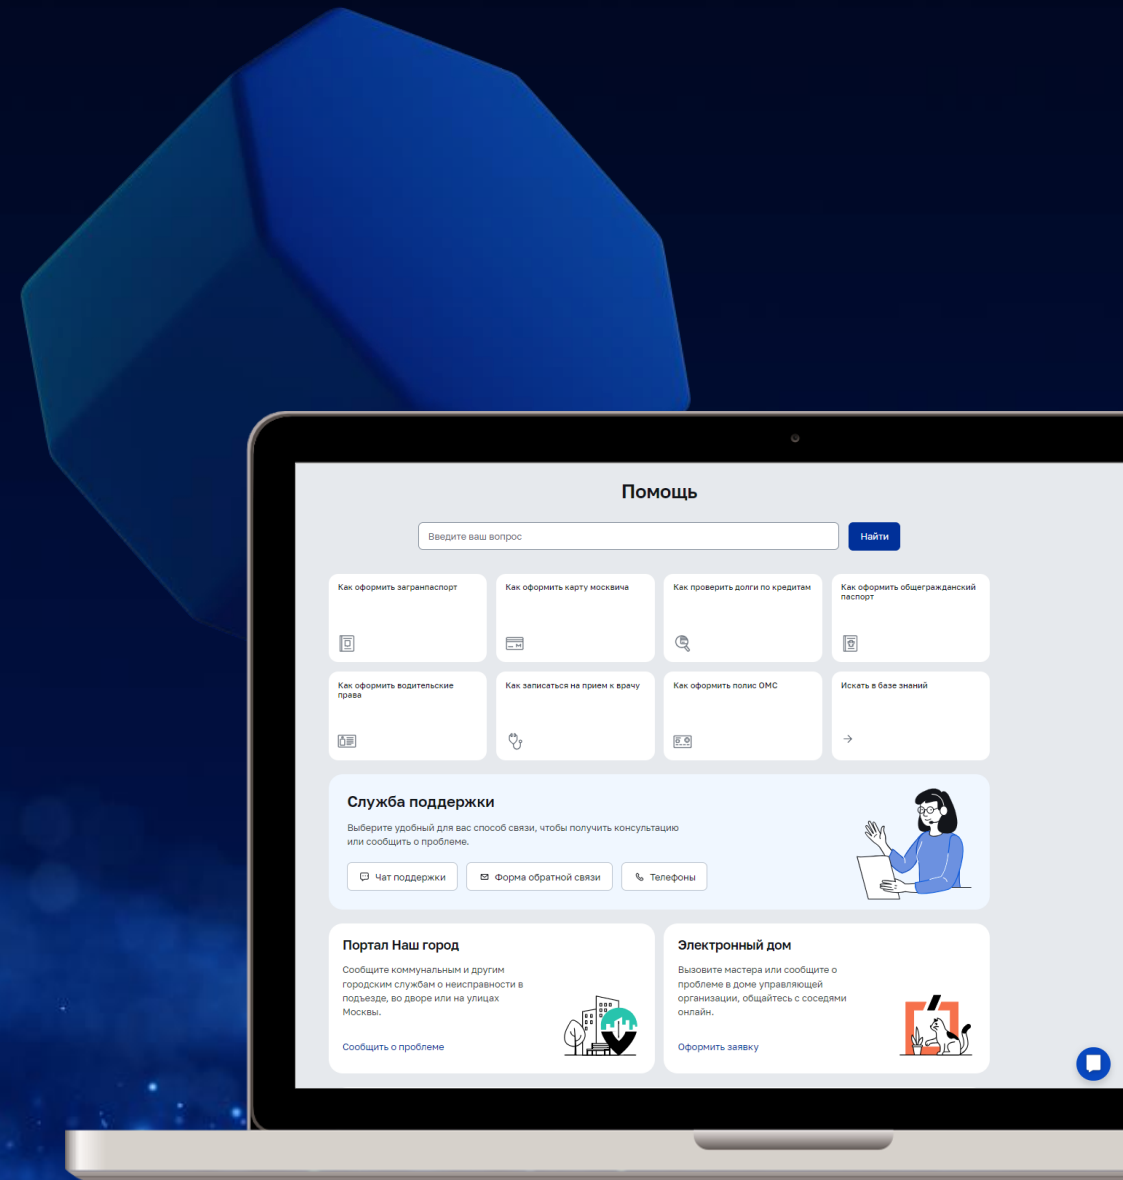 Помощь
Введите ваш вопрос
Найти
Как оформить загранпаспорт
Как оформить карту москвича
Как проверить долги по кредитам
Как оформить общегражданский
паспорт
Как оформить водительские
права
Как записаться на прием к врачу
Как оформить полис ОМС
Искать в базе знаний
Служба поддержки
Выберите удобный для вас способ связи, чтобы получить консультацию
или сообщить о проблеме.
Чат поддержки
Форма обратной связи
Телефоны
Портал Наш город
Сообщите коммунальным и другим
городским службам о неисправности в
подъезде, во дворе или на улицах
Москвы.
Сообщить о проблеме
Электронный дом
Вызовите мастера или сообщите о
проблеме в доме управляющей
организации, общайтесь с соседями
онлайн.
Оформить заявку